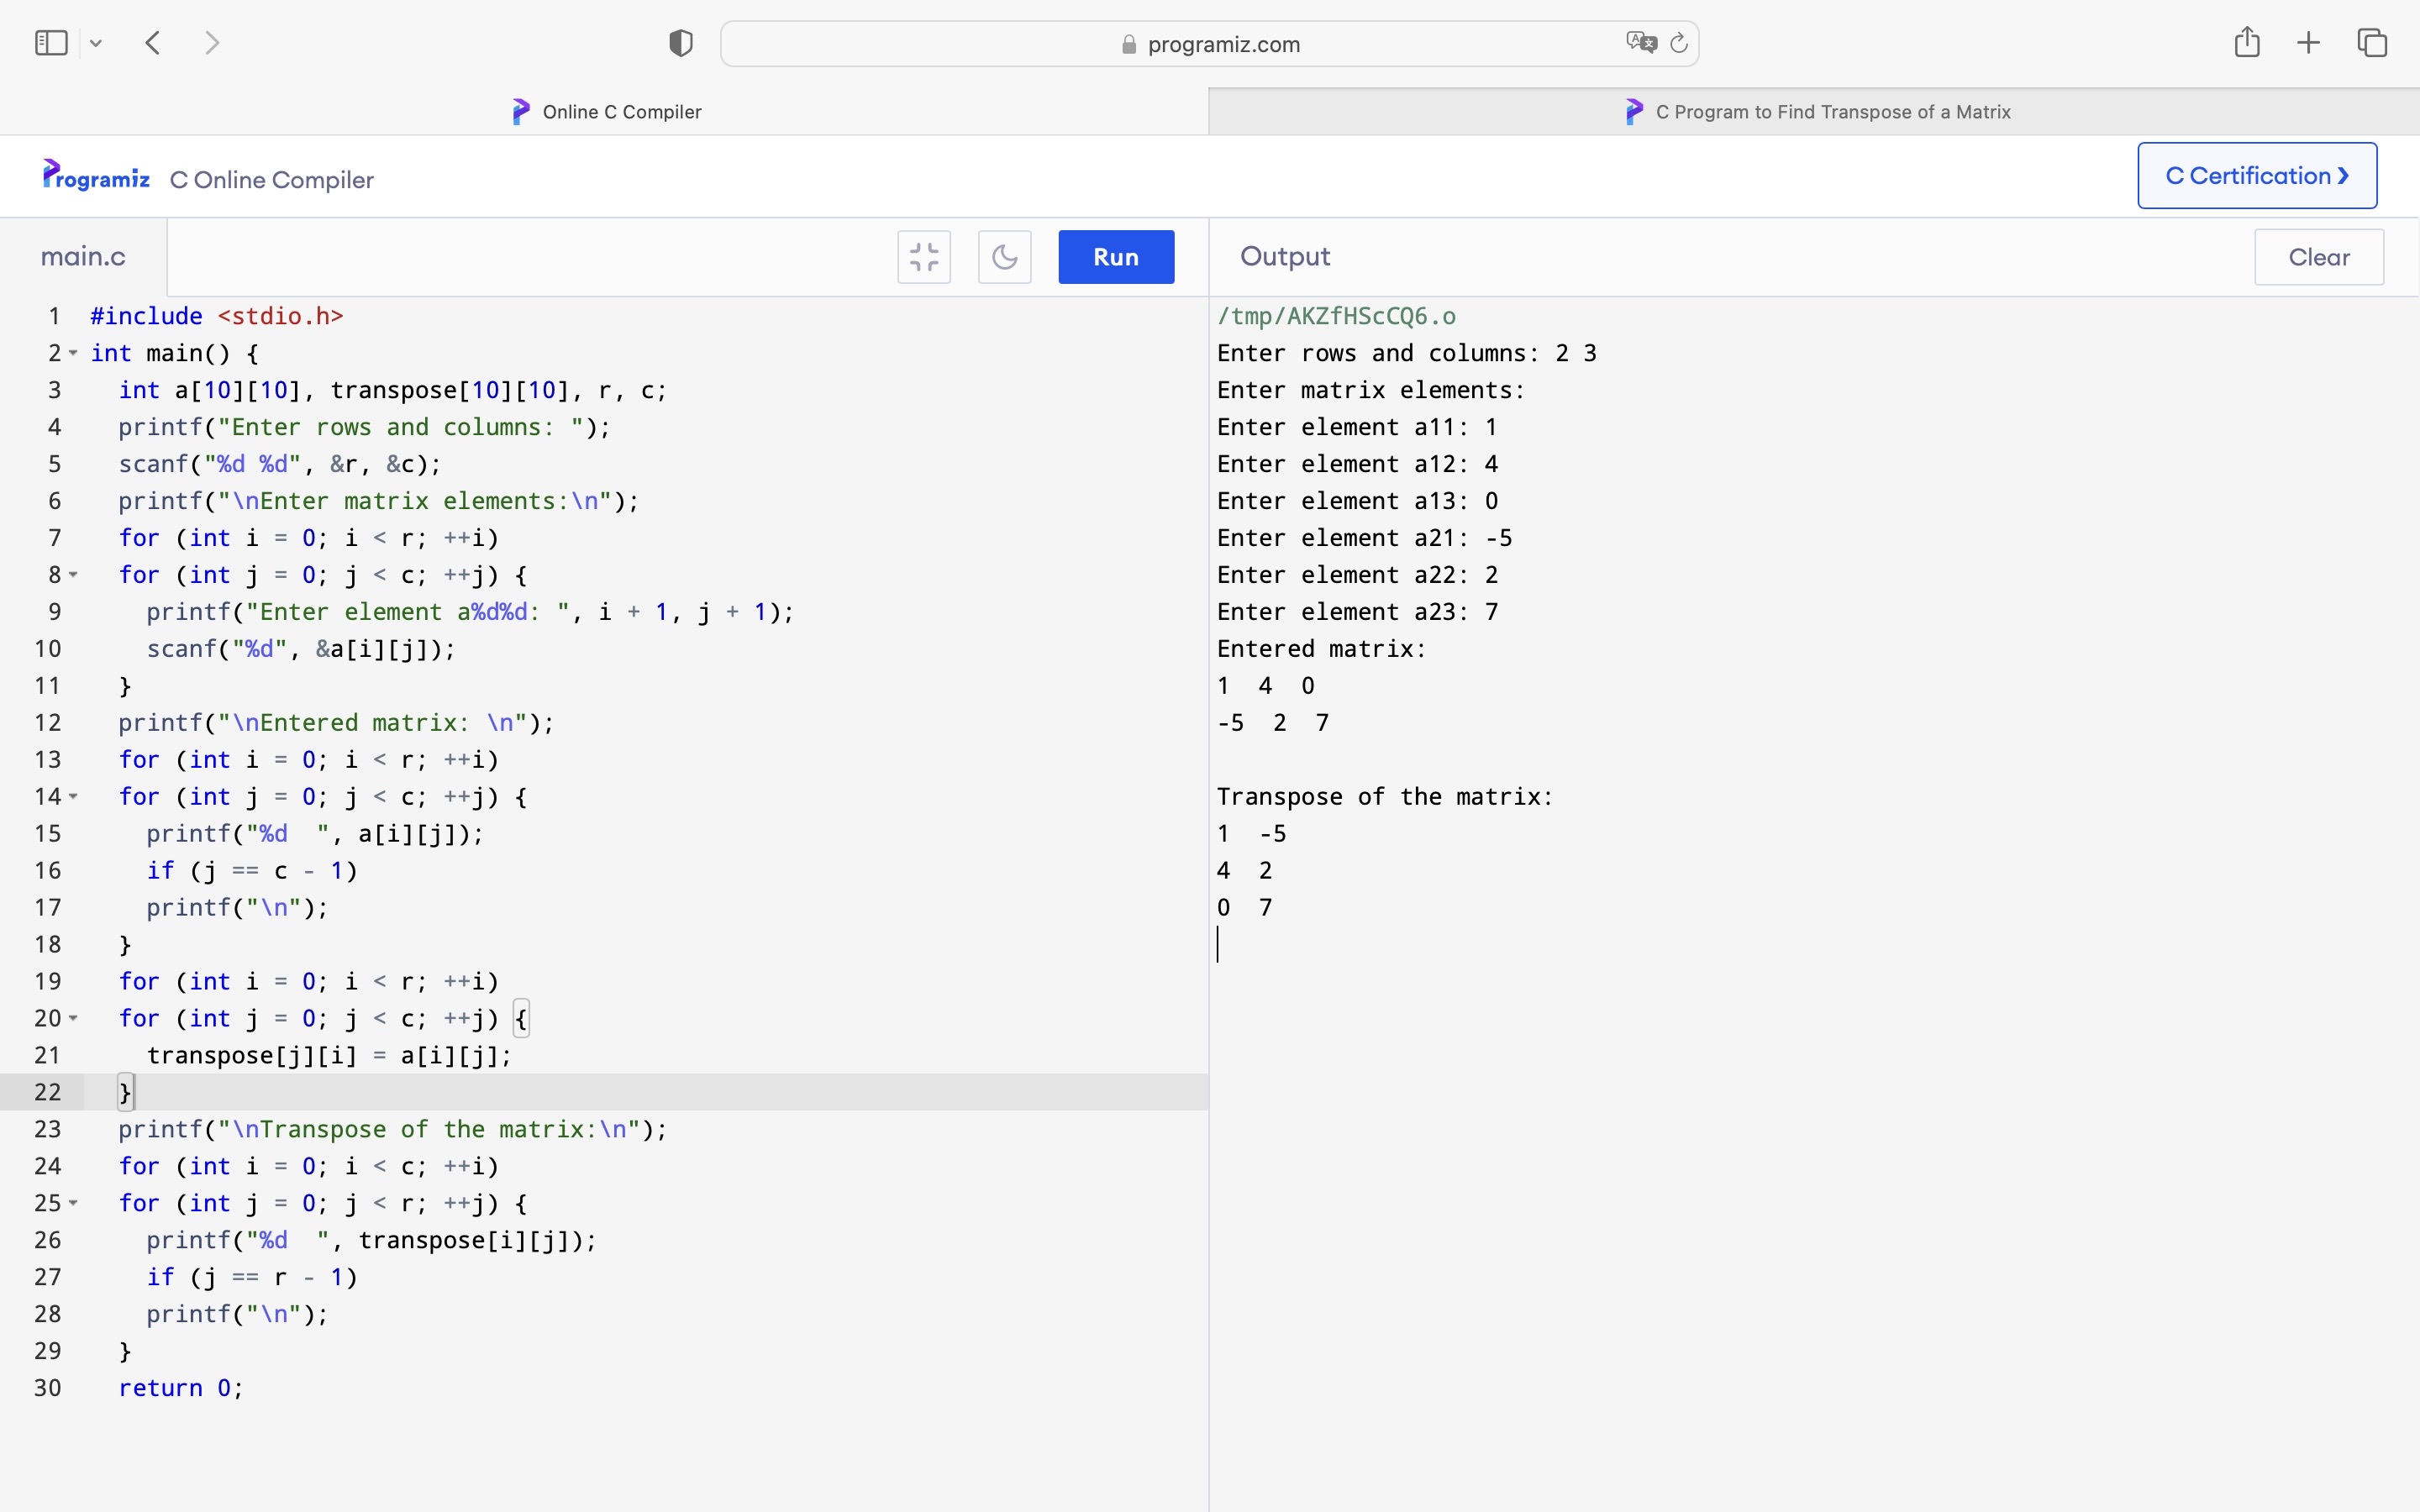 programiz.com
Online C Compiler
C Program to Find Transpose of a Matrix
Programiz C Online Compiler
C Certification ❯
main.c
Run
Output
Clear
1 #include <stdio.h>
2 int main() {
3   int a[10][10], transpose[10][10], r, c;
4   printf("Enter rows and columns: ");
5   scanf("%d %d", &r, &c);
6   printf("\nEnter matrix elements:\n");
7   for (int i = 0; i < r; ++i)
8   for (int j = 0; j < c; ++j) {
9     printf("Enter element a%d%d: ", i + 1, j + 1);
10     scanf("%d", &a[i][j]);
11   }
12   printf("\nEntered matrix: \n");
13   for (int i = 0; i < r; ++i)
14   for (int j = 0; j < c; ++j) {
15     printf("%d  ", a[i][j]);
16     if (j == c - 1)
17     printf("\n");
18   }
19   for (int i = 0; i < r; ++i)
20   for (int j = 0; j < c; ++j) {
21     transpose[j][i] = a[i][j];
22   }
23   printf("\nTranspose of the matrix:\n");
24   for (int i = 0; i < c; ++i)
25   for (int j = 0; j < r; ++j) {
26     printf("%d  ", transpose[i][j]);
27     if (j == r - 1)
28     printf("\n");
29   }
30   return 0;
/tmp/AKZfHScCQ6.o
Enter rows and columns: 2 3
Enter matrix elements:
Enter element a11: 1
Enter element a12: 4
Enter element a13: 0
Enter element a21: -5
Enter element a22: 2
Enter element a23: 7
Entered matrix:
1  4  0
-5  2  7
Transpose of the matrix:
1  -5
4  2
0  7